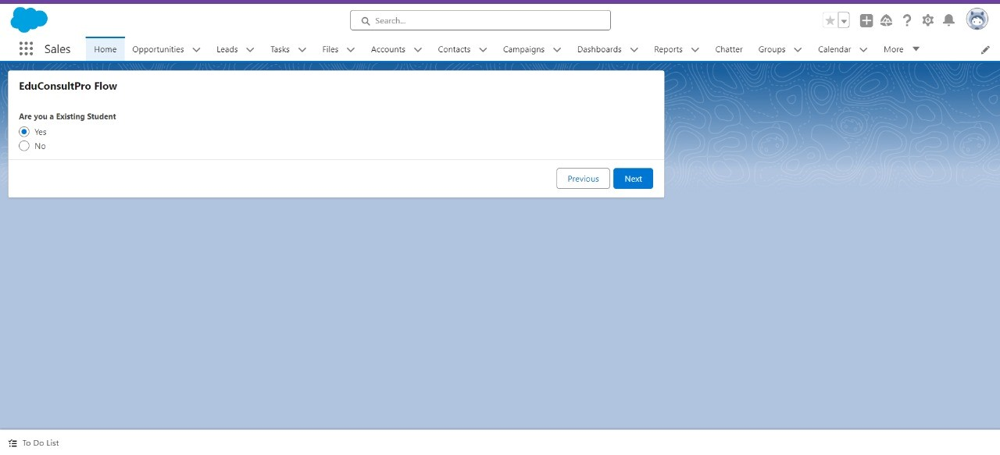 Search...
Sales Home Opportunities Leads Tasks Files Accounts Contacts Campaigns Dashboards Reports Chatter Groups Calendar More
EduConsultPro Flow
Are you a Existing Student
Yes
No
Previous Next
To Do List